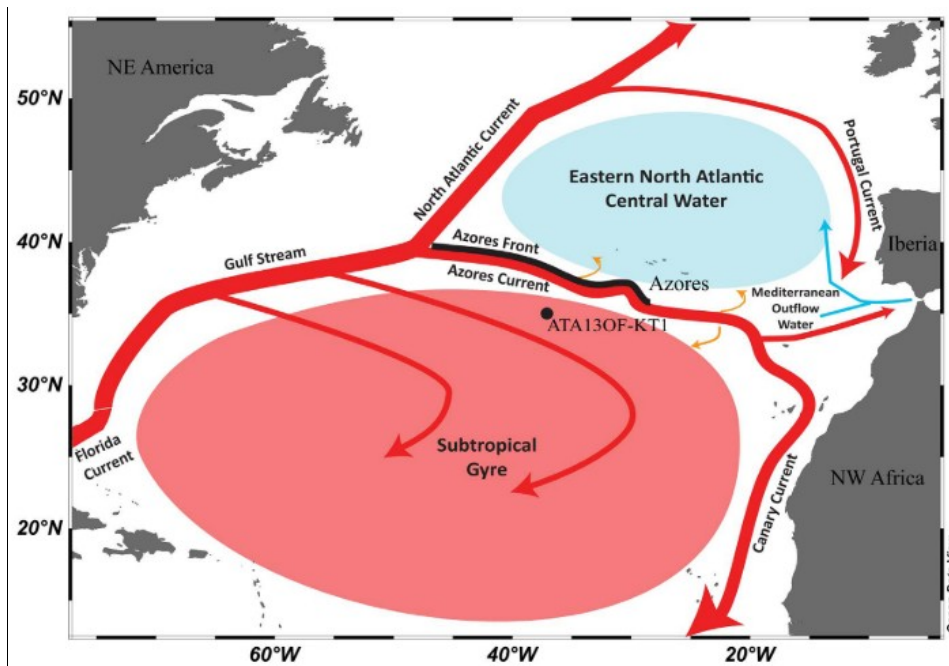 NE America
50°N
40°N
30°N
20°N
60°W
40°W
20°W
North Atlantic Current
Portugal Current
Eastern North Atlantic
Central Water
Iberia
Gulf Stream
Azores Front
Azores Current
Azores
Mediterranean
Outflow
Water
ATA13OF-KT1
Florida
Current
Subtropical
Gyre
Canary Current
NW Africa